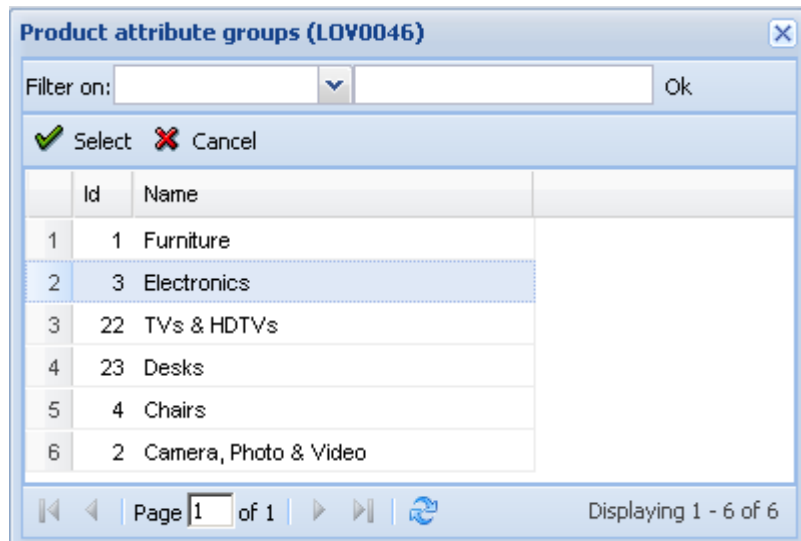 Product attribute groups (LOV0046)
Filter on: Ok
Select Cancel
Id Name
1 1 Furniture
2 3 Electronics
3 22 TVs & HDTVs
4 23 Desks
5 4 Chairs
6 2 Camera, Photo & Video
Page 1 of 1 Displaying 1 - 6 of 6